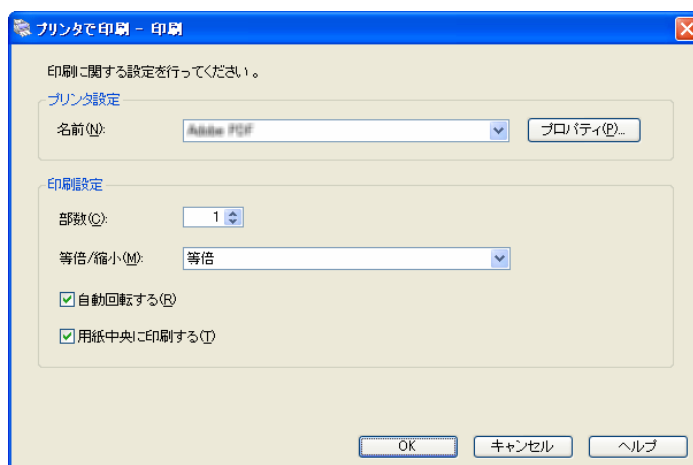 プリンタで印刷 - 印刷
印刷に関する設定を行ってください。
プリンタ設定
名前(N):
プロパティ(P)...
印刷設定
部数(C):
1
等倍/縮小(M):
等倍
自動回転する(R)
用紙中央に印刷する(T)
OK
キャンセル
ヘルプ